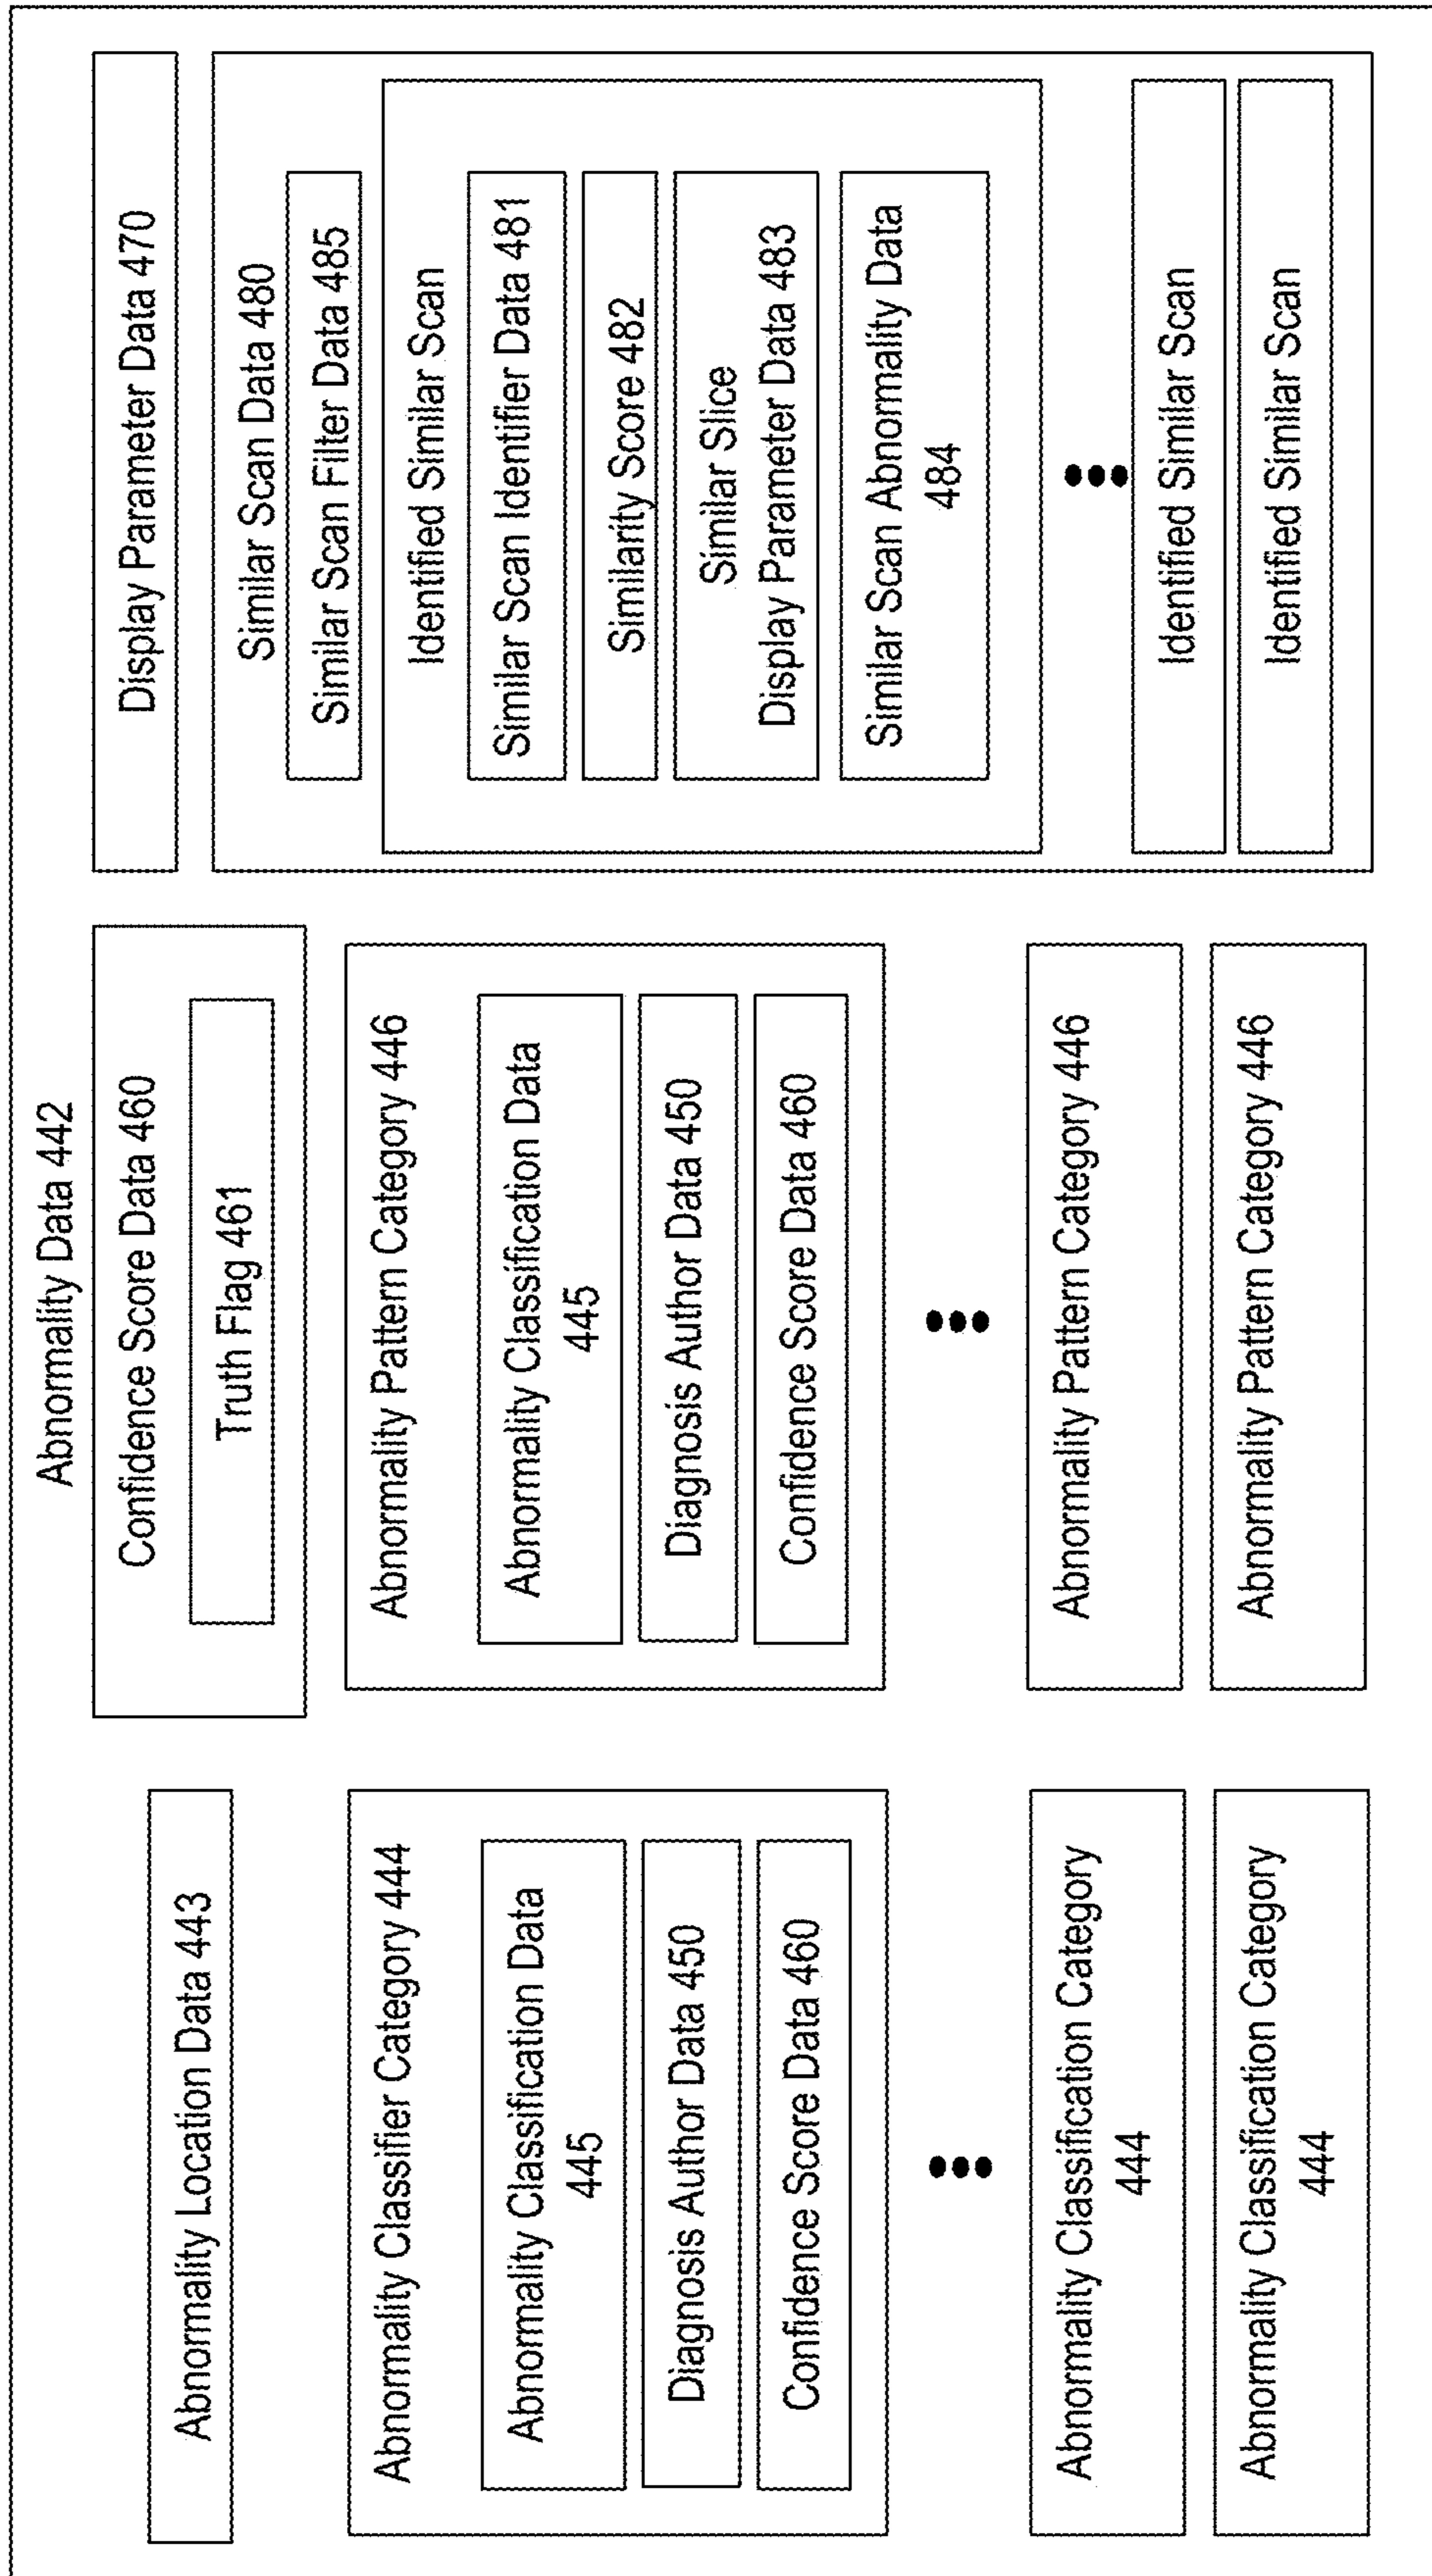 Abnormality Data 442
Abnormality Location Data 443
Abnormality Classifier Category 444
Abnormality Classification Data
445
Diagnosis Author Data 450
Confidence Score Data 460
Abnormality Classification Category
444
Abnormality Classification Category
444
Confidence Score Data 460
Truth Flag 461
Abnormality Pattern Category 446
Abnormality Classification Data
445
Diagnosis Author Data 450
Confidence Score Data 460
Abnormality Pattern Category 446
Abnormality Pattern Category 446
Display Parameter Data 470
Similar Scan Data 480
Similar Scan Filter Data 485
Identified Similar Scan
Similar Scan Identifier Data 481
Similarity Score 482
Similar Slice
Display Parameter Data 483
Similar Scan Abnormality Data
484
Identified Similar Scan
Identified Similar Scan